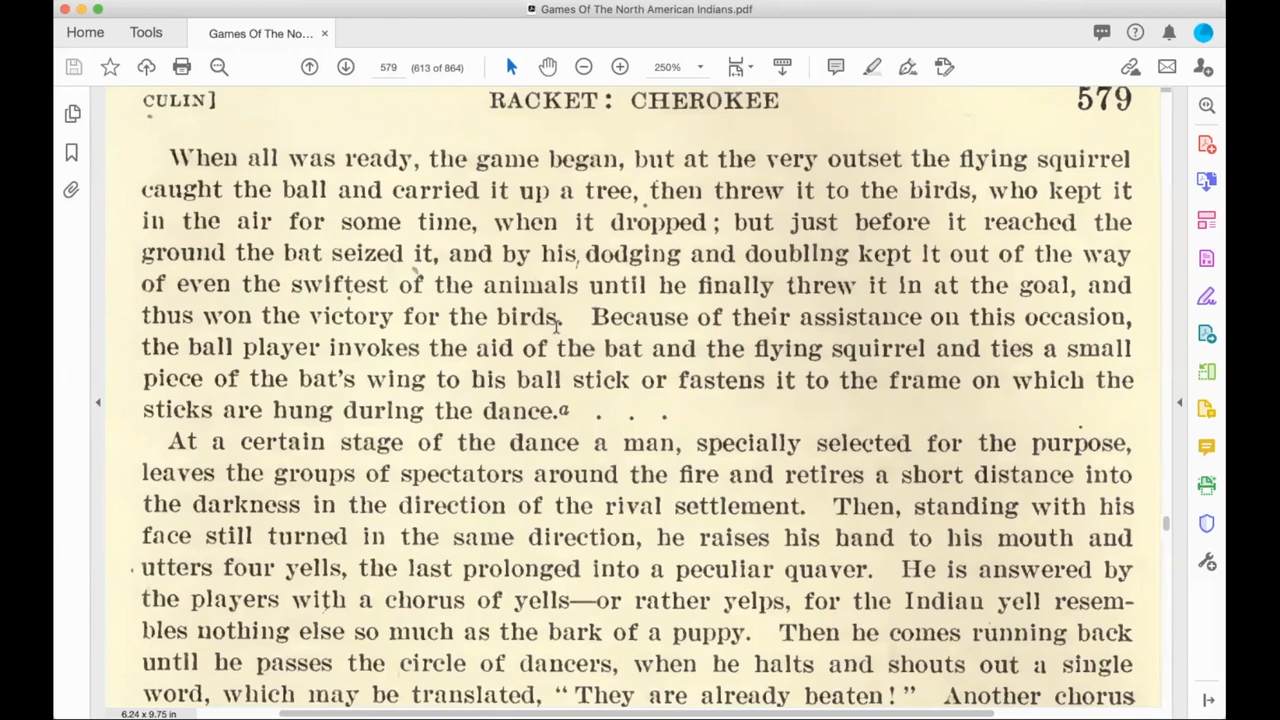 Games Of The North American Indians.pdf
Home Tools Games Of The No... ×
579 (613 of 864) 250%
CULIN] RACKET: CHEROKEE 579
When all was ready, the game began, but at the very outset the flying squirrel
caught the ball and carried it up a tree, then threw it to the birds, who kept it
in the air for some time, when it dropped; but just before it reached the
ground the bat seized it, and by his dodging and doubling kept it out of the way
of even the swiftest of the animals until he finally threw it in at the goal, and
thus won the victory for the birds. Because of their assistance on this occasion,
the ball player invokes the aid of the bat and the flying squirrel and ties a small
piece of the bat's wing to his ball stick or fastens it to the frame on which the
sticks are hung during the dance.a . . .
At a certain stage of the dance a man, specially selected for the purpose,
leaves the groups of spectators around the fire and retires a short distance into
the darkness in the direction of the rival settlement. Then, standing with his
face still turned in the same direction, he raises his hand to his mouth and
utters four yells, the last prolonged into a peculiar quaver. He is answered by
the players with a chorus of yells—or rather yelps, for the Indian yell resem-
bles nothing else so much as the bark of a puppy. Then he comes running back
until he passes the circle of dancers, when he halts and shouts out a single
word, which may be translated, "They are already beaten!" Another chorus
6.24 x 9.75 in